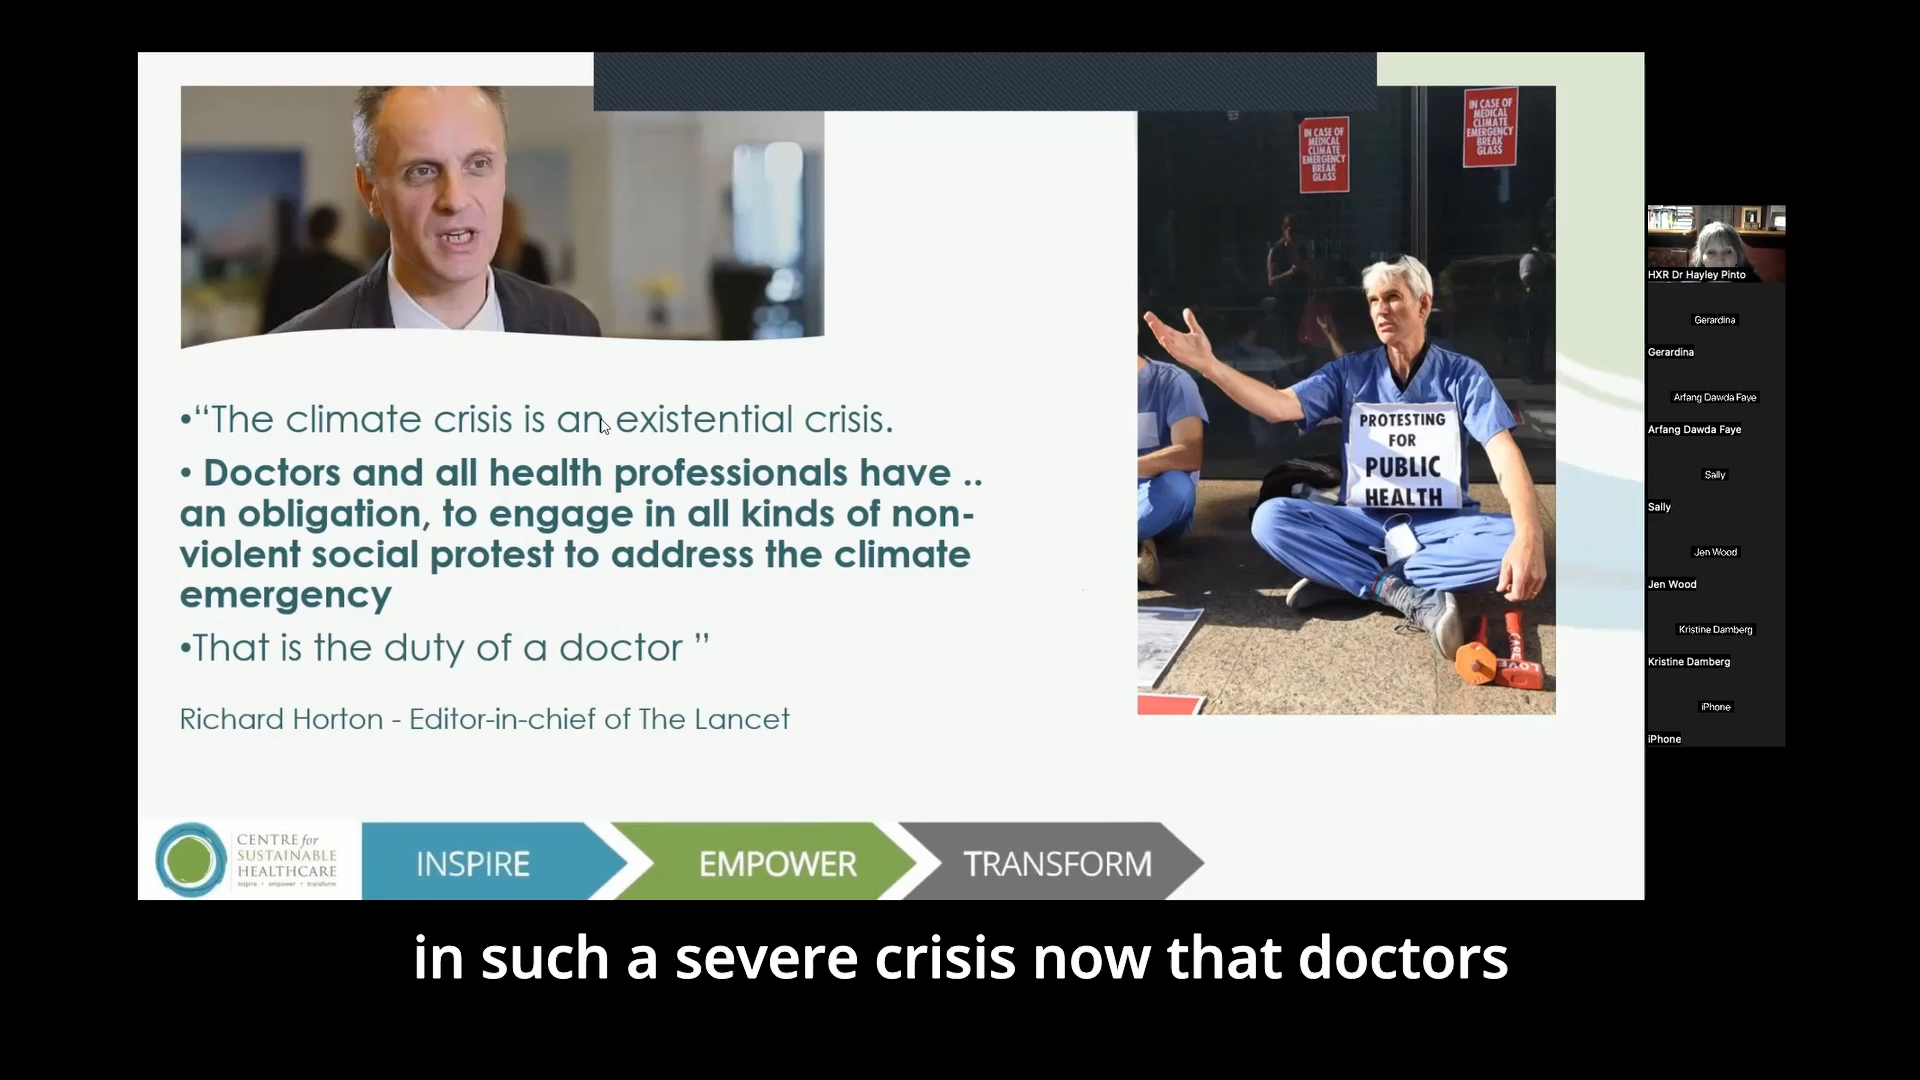 IN CASE OF
MEDICAL
CLIMATE
EMERGENCY
BREAK
GLASS
IN CASE OF
MEDICAL
CLIMATE
EMERGENCY
BREAK
GLASS
PROTESTING
FOR
PUBLIC
HEALTH
CARE
LOVE
•“The climate crisis is an existential crisis.
• Doctors and all health professionals have ..
an obligation, to engage in all kinds of non-
violent social protest to address the climate
emergency
•That is the duty of a doctor ”
Richard Horton - Editor-in-chief of The Lancet
CENTRE for
SUSTAINABLE
HEALTHCARE
inspire • empower • transform
INSPIRE
EMPOWER
TRANSFORM
HXR Dr Hayley Pinto
Gerardina
Gerardina
Arfang Dawda Faye
Arfang Dawda Faye
Sally
Sally
Jen Wood
Jen Wood
Kristine Damberg
Kristine Damberg
iPhone
iPhone
in such a severe crisis now that doctors